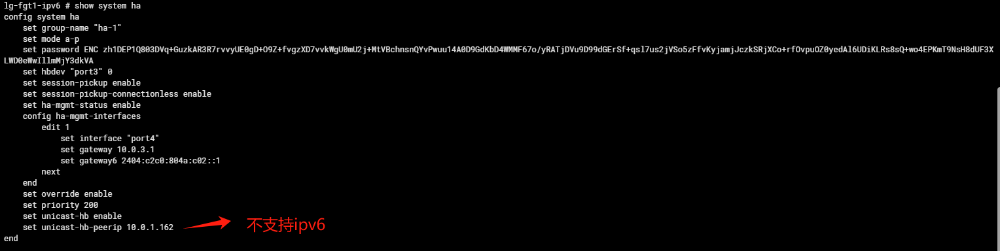 lg-fgt1-ipv6 # show system ha
config system ha
    set group-name "ha-1"
    set mode a-p
    set password ENC zh1DEP1Q803DVq+GuzkAR3R7rvvyUE0gD+O9Z+fvgzXD7vvkWgU0mU2j+MtVBchnsnQYvPwuu14A0D9GdKbD4WMMF67o/yRATjDVu9D99dGErSf+qsl7us2jVSo5zFfvKyjamjJczkSRjXCo+rfOvpuOZ0yedAl6UDiKLRs8sQ+wo4EPKmT9NsH8dUF3X
LWD0eWwIllmMjY3dkVA
    set hbdev "port3" 0
    set session-pickup enable
    set session-pickup-connectionless enable
    set ha-mgmt-status enable
    config ha-mgmt-interfaces
        edit 1
            set interface "port4"
            set gateway 10.0.3.1
            set gateway6 2404:c2c0:804a:c02::1
        next
    end
    set override enable
    set priority 200
    set unicast-hb enable
    set unicast-hb-peerip 10.0.1.162 不支持ipv6
end